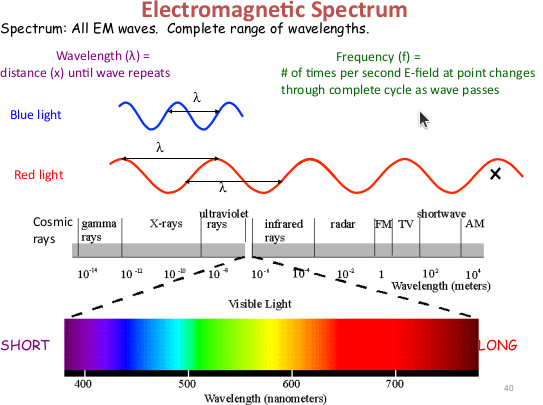 Electromagnetic Spectrum
Spectrum: All EM waves. Complete range of wavelengths.
Wavelength (λ) =
distance (x) until wave repeats
Frequency (f) =
# of times per second E-field at point changes
through complete cycle as wave passes
λ
Blue light
λ
Red light
λ
Cosmic rays
gamma rays
X-rays
ultraviolet rays
infrared rays
radar
FM
TV
shortwave
AM
10⁻¹⁴ 10⁻¹² 10⁻¹⁰ 10⁻⁸ 10⁻⁶ 10⁻⁴ 10⁻² 1 10² 10⁴
Wavelength (meters)
Visible Light
SHORT
LONG
400 500 600 700
Wavelength (nanometers)
40